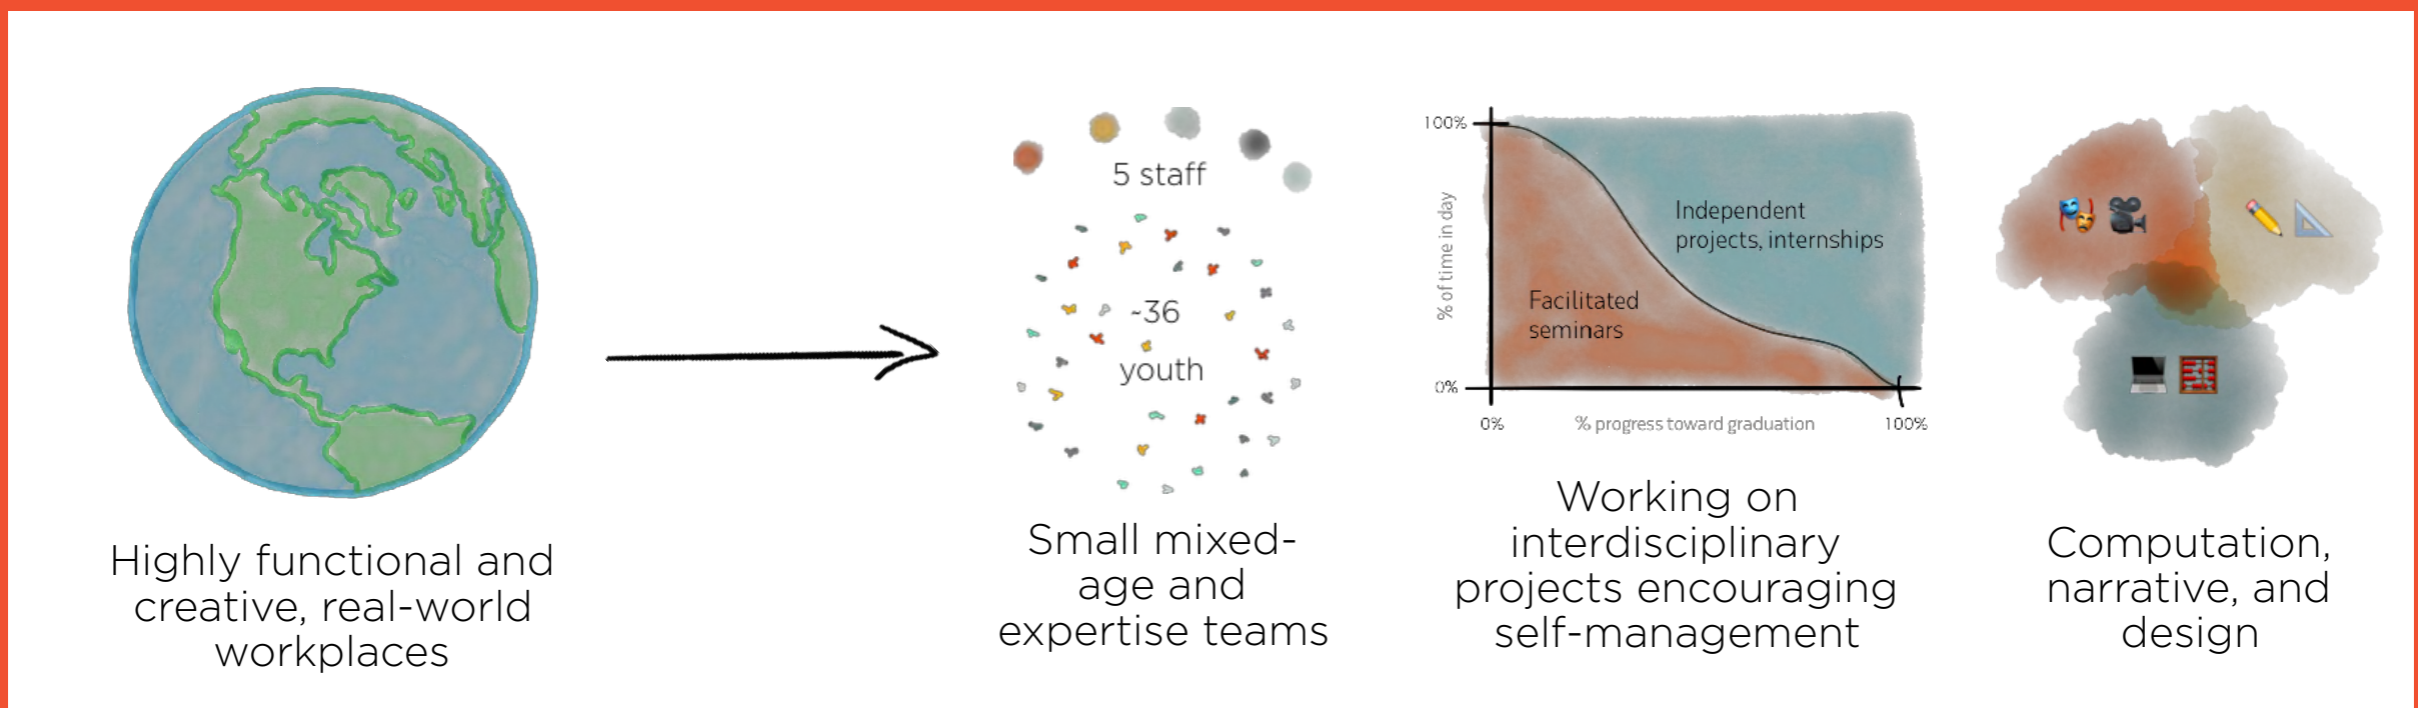 Highly functional and
creative, real-world
workplaces
5 staff
~36
youth
Small mixed-
age and
expertise teams
100%
% of time in day
Independent
projects, internships
Facilitated
seminars
0%
0%
% progress toward graduation
100%
Working on
interdisciplinary
projects encouraging
self-management
Computation,
narrative, and
design